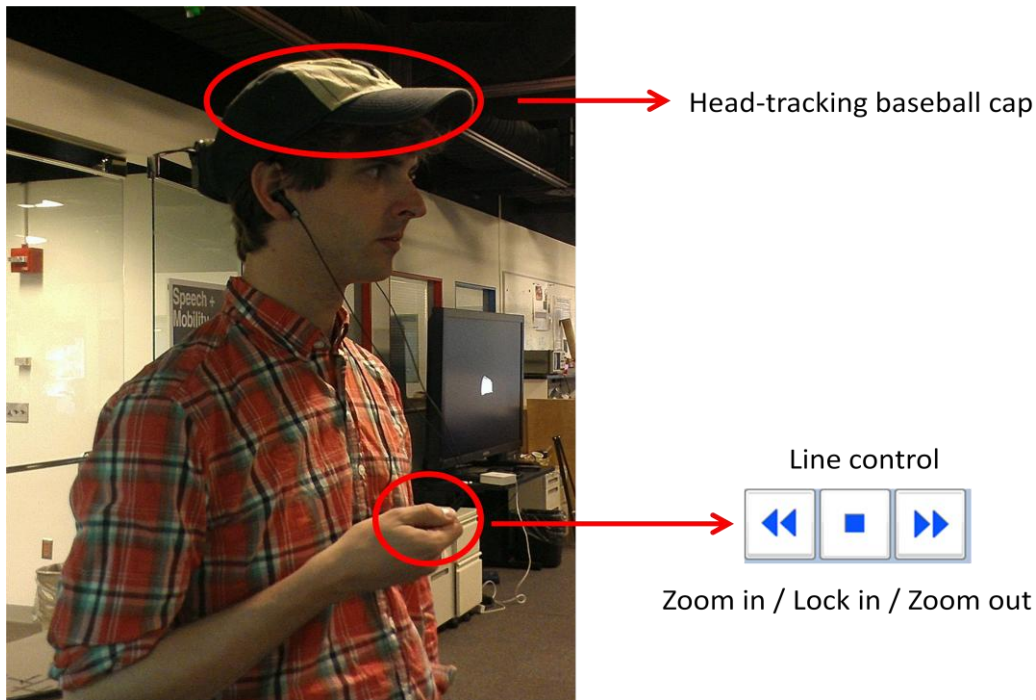 Head-tracking baseball cap
Speech +
Mobility
Line control
Zoom in / Lock in / Zoom out